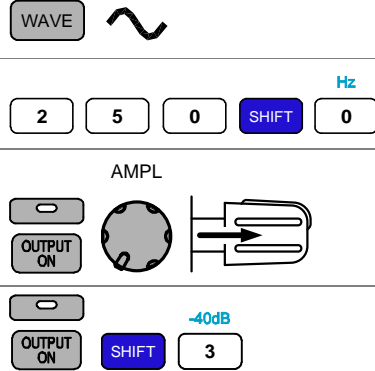 WAVE
Hz
2 5 0 SHIFT 0
AMPL
OUTPUT
ON
-40dB
OUTPUT
ON
SHIFT 3